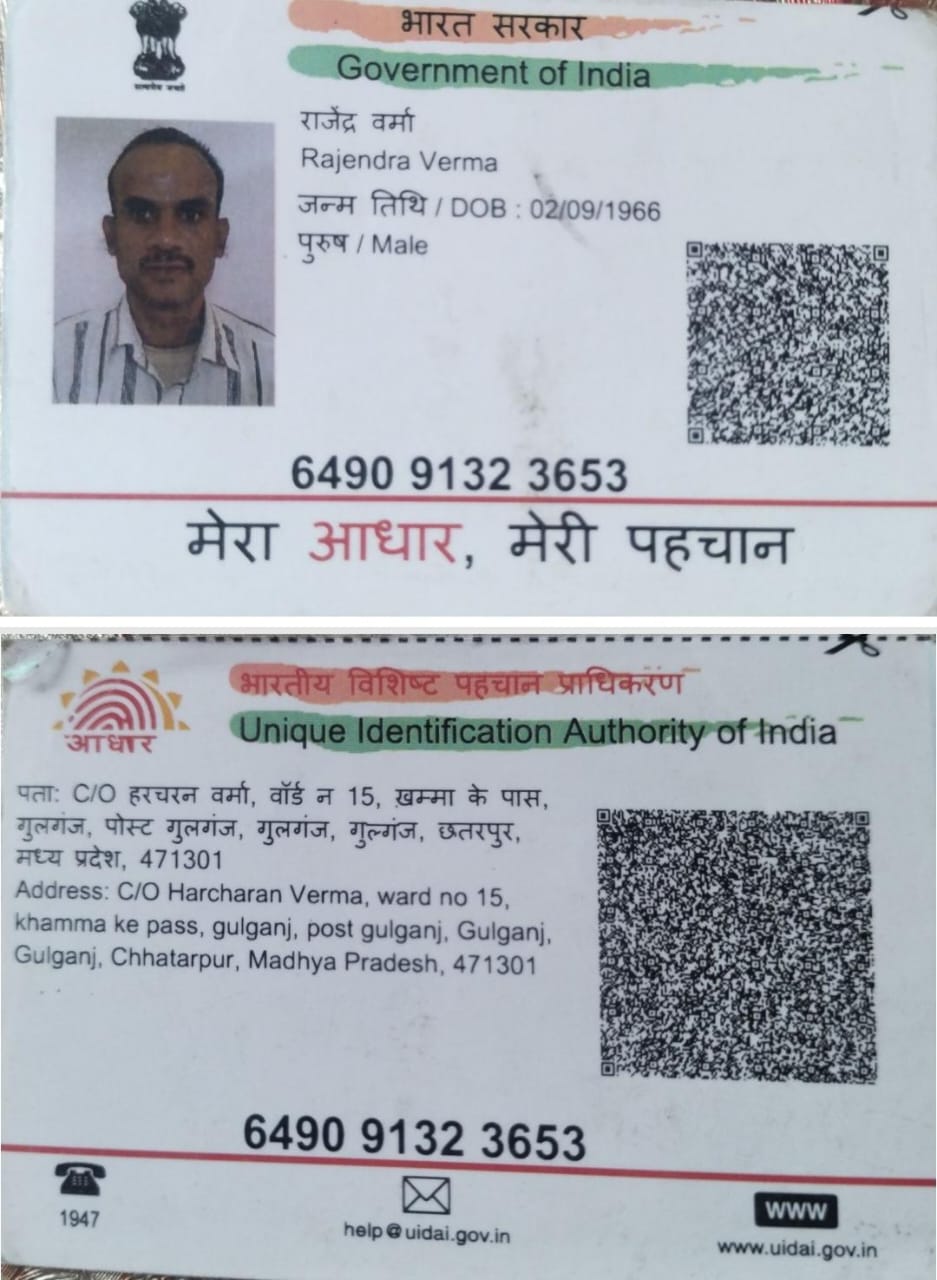 सत्यमेव जयते
भारत सरकार
Government of India
राजेंद्र वर्मा
Rajendra Verma
जन्म तिथि / DOB : 02/09/1966
पुरुष / Male
6490 9132 3653
मेरा आधार, मेरी पहचान
भारतीय विशिष्ट पहचान प्राधिकरण
Unique Identification Authority of India
आधार
पता: C/O हरचरन वर्मा, वॉर्ड न 15, ख़म्मा के पास,
गुलगंज, पोस्ट गुलगंज, गुलगंज, गुल्गंज, छतरपुर,
मध्य प्रदेश, 471301
Address: C/O Harcharan Verma, ward no 15,
khamma ke pass, gulganj, post gulganj, Gulganj,
Gulganj, Chhatarpur, Madhya Pradesh, 471301
6490 9132 3653
1947
help@uidai.gov.in
www
www.uidai.gov.in